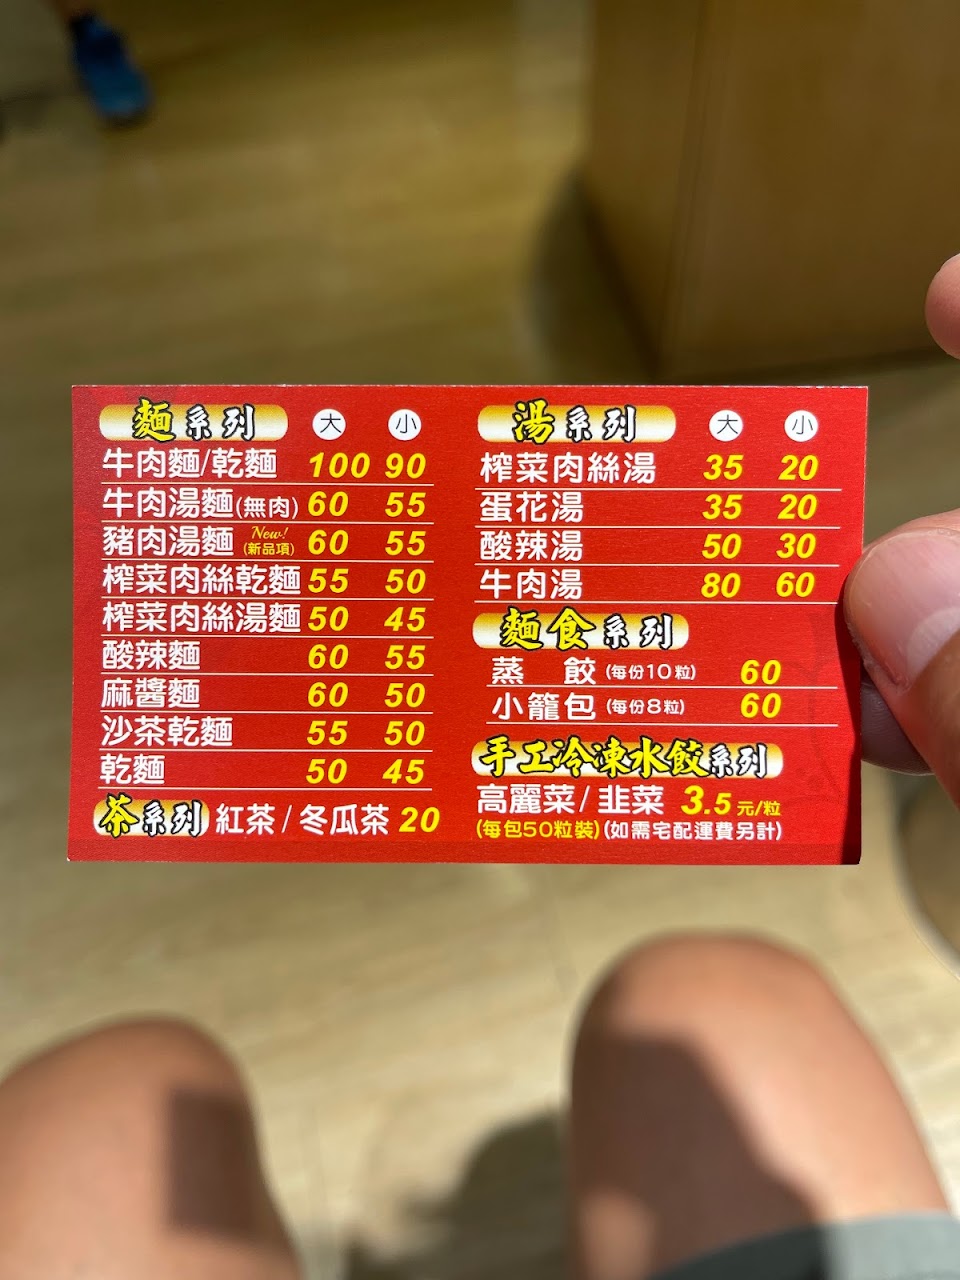 麵系列 大 小
牛肉麵/乾麵 100 90
牛肉湯麵(無肉) 60 55
豬肉湯麵 New! (新品項) 60 55
榨菜肉絲乾麵 55 50
榨菜肉絲湯麵 50 45
酸辣麵 60 55
麻醬麵 60 50
沙茶乾麵 55 50
乾麵 50 45
茶系列 紅茶/冬瓜茶 20
湯系列 大 小
榨菜肉絲湯 35 20
蛋花湯 35 20
酸辣湯 50 30
牛肉湯 80 60
麵食系列
蒸 餃(每份10粒) 60
小籠包(每份8粒) 60
手工冷凍水餃系列
高麗菜/韭菜 3.5元/粒
(每包50粒裝)(如需宅配運費另計)